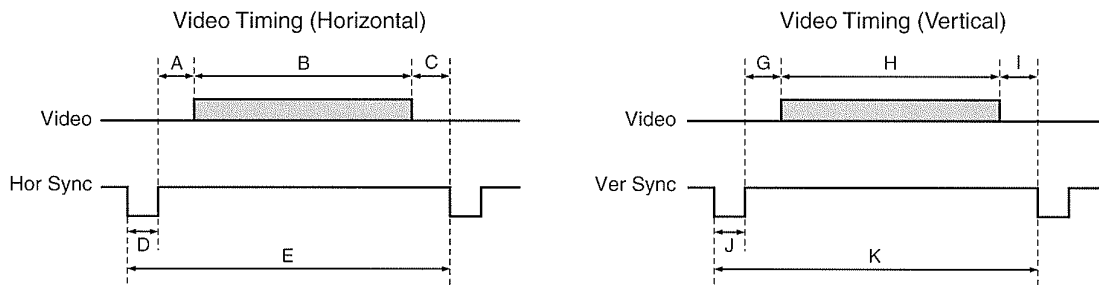 Video Timing (Horizontal)
A B C
Video
Hor Sync
D
E
Video Timing (Vertical)
G H I
Video
Ver Sync
J
K